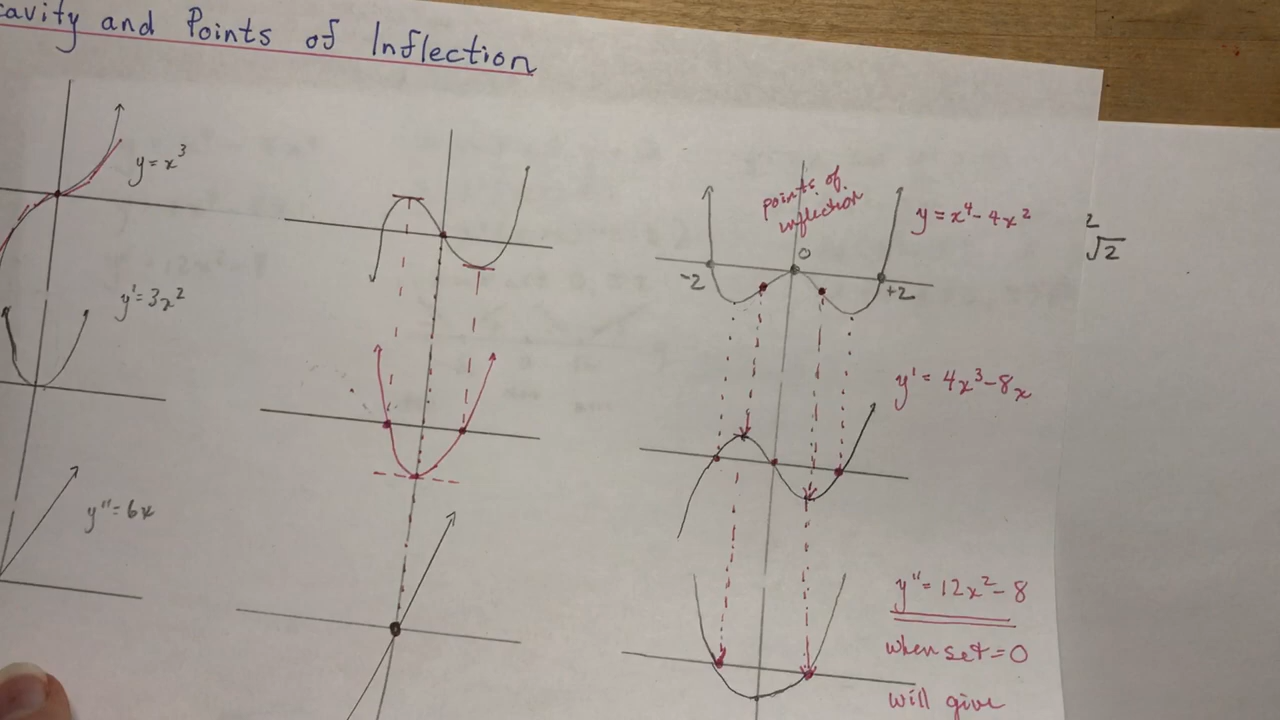 cavity and Points of Inflection
y = x³
y' = 3x²
y" = 6x
points of
inflection
y = x⁴ - 4x²
-2
0
+2
y' = 4x³ - 8x
y" = 12x² - 8
when set = 0
will give
2
√2